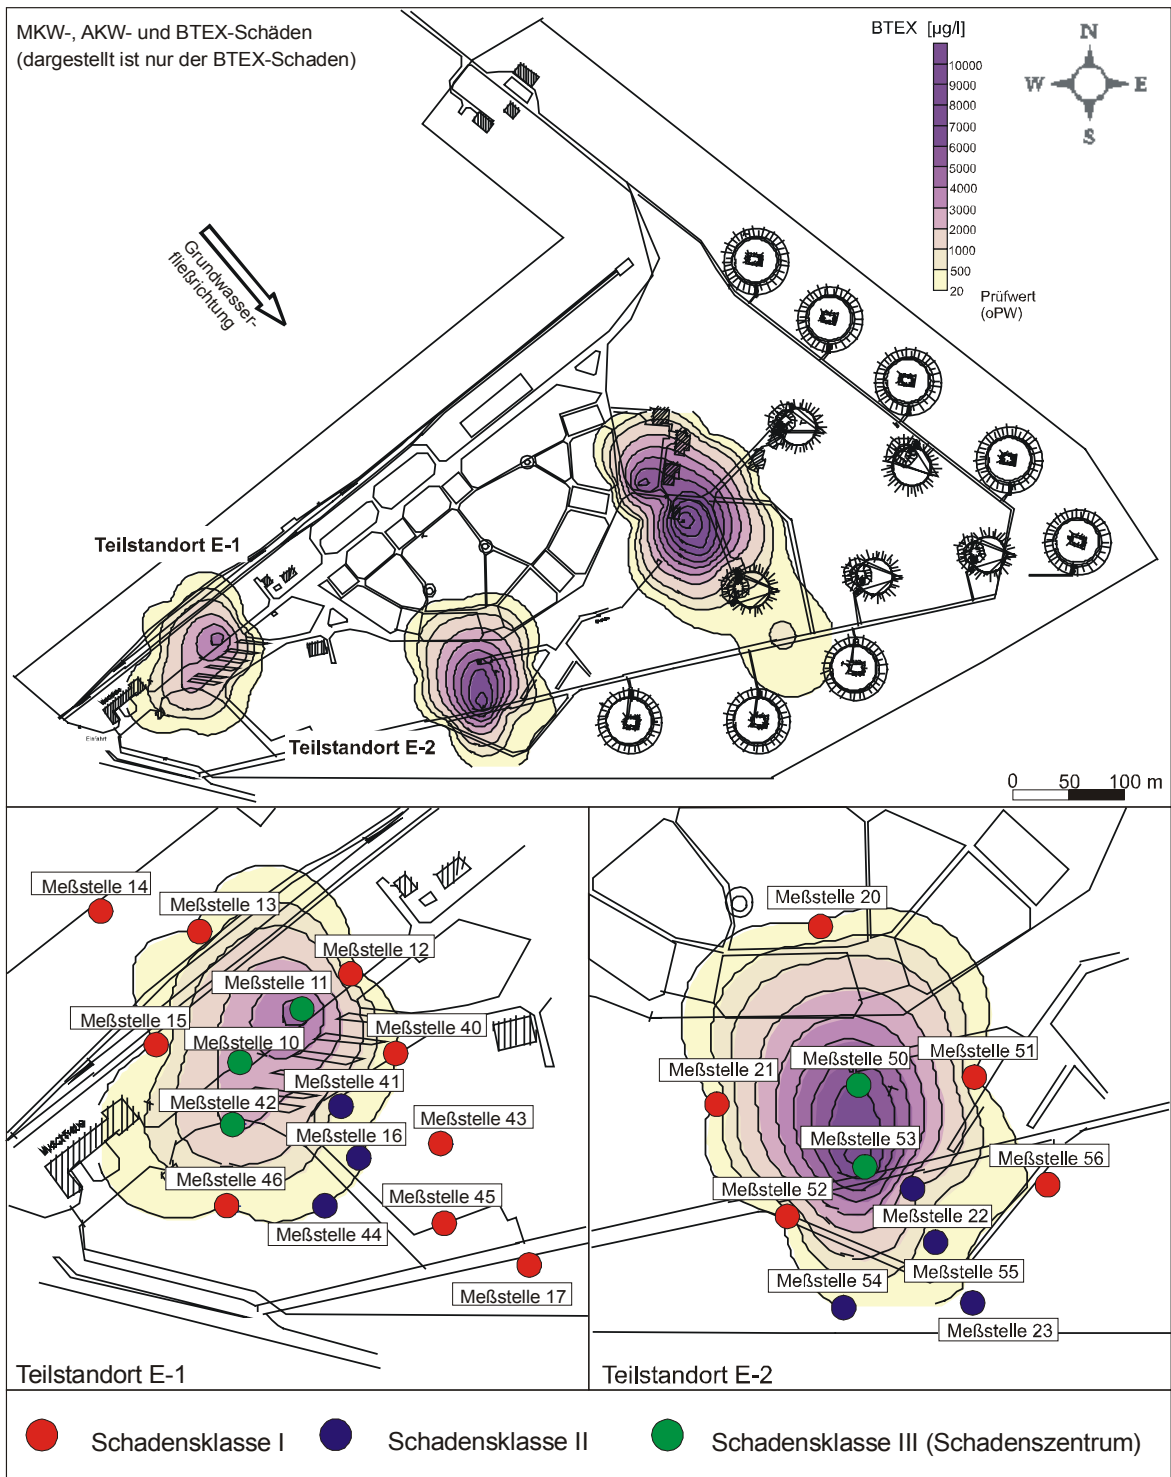 MKW-, AKW- und BTEX-Schäden
(dargestellt ist nur der BTEX-Schaden)
BTEX [µg/l]
10000
9000
8000
7000
6000
5000
4000
3000
2000
1000
500
20
Prüfwert
(oPW)
N
W
E
S
Grundwasser-
fließrichtung
Teilstandort E-1
Einfahrt
Teilstandort E-2
0 50 100 m
Meßstelle 14
Meßstelle 13
Meßstelle 12
Meßstelle 11
Meßstelle 15
Meßstelle 40
Meßstelle 10
Meßstelle 41
Meßstelle 42
Meßstelle 43
Meßstelle 16
Meßstelle 46
Meßstelle 45
Meßstelle 44
Meßstelle 17
Teilstandort E-1
Meßstelle 20
Meßstelle 51
Meßstelle 50
Meßstelle 21
Meßstelle 53
Meßstelle 56
Meßstelle 52
Meßstelle 22
Meßstelle 55
Meßstelle 54
Meßstelle 23
Teilstandort E-2
Schadensklasse I
Schadensklasse II
Schadensklasse III (Schadenszentrum)